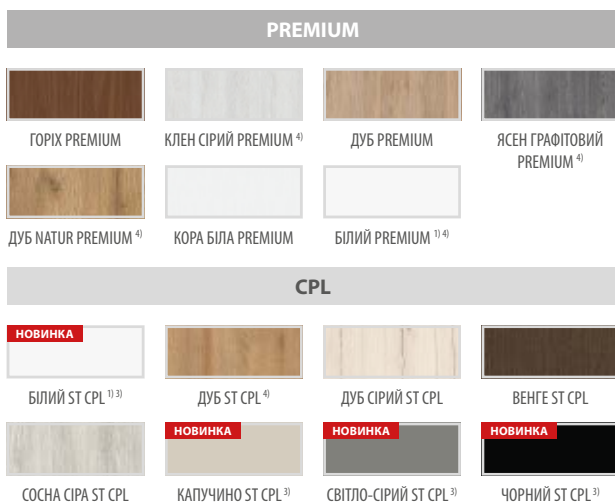 PREMIUM
ГОРІХ PREMIUM
КЛЕН СІРИЙ PREMIUM 4)
ДУБ PREMIUM
ЯСЕН ГРАФІТОВИЙ
PREMIUM 4)
ДУБ NATUR PREMIUM 4)
КОРА БІЛА PREMIUM
БІЛИЙ PREMIUM 1) 4)
CPL
НОВИНКА
БІЛИЙ ST CPL 1) 3)
ДУБ ST CPL 4)
ДУБ СІРИЙ ST CPL
ВЕНГЕ ST CPL
СОСНА СІРА ST CPL
НОВИНКА
КАПУЧИНО ST CPL 3)
НОВИНКА
СВІТЛО-СІРИЙ ST CPL 3)
НОВИНКА
ЧОРНИЙ ST CPL 3)